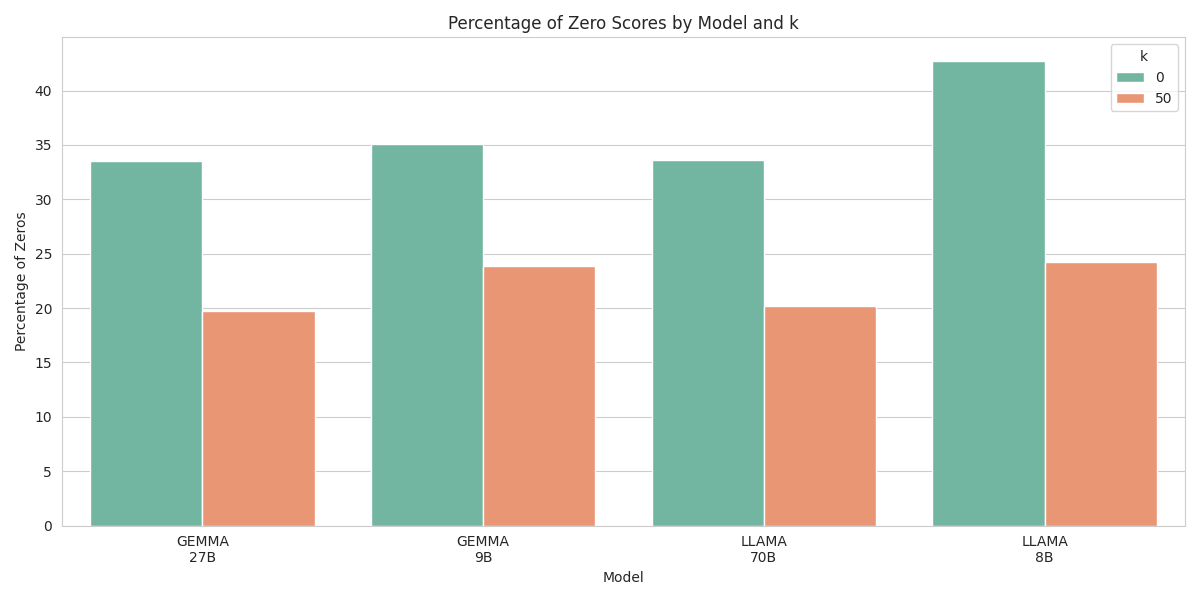 Percentage of Zero Scores by Model and k
k
0
50
Percentage of Zeros
40
35
30
25
20
15
10
5
0
GEMMA
27B
GEMMA
9B
LLAMA
70B
LLAMA
8B
Model